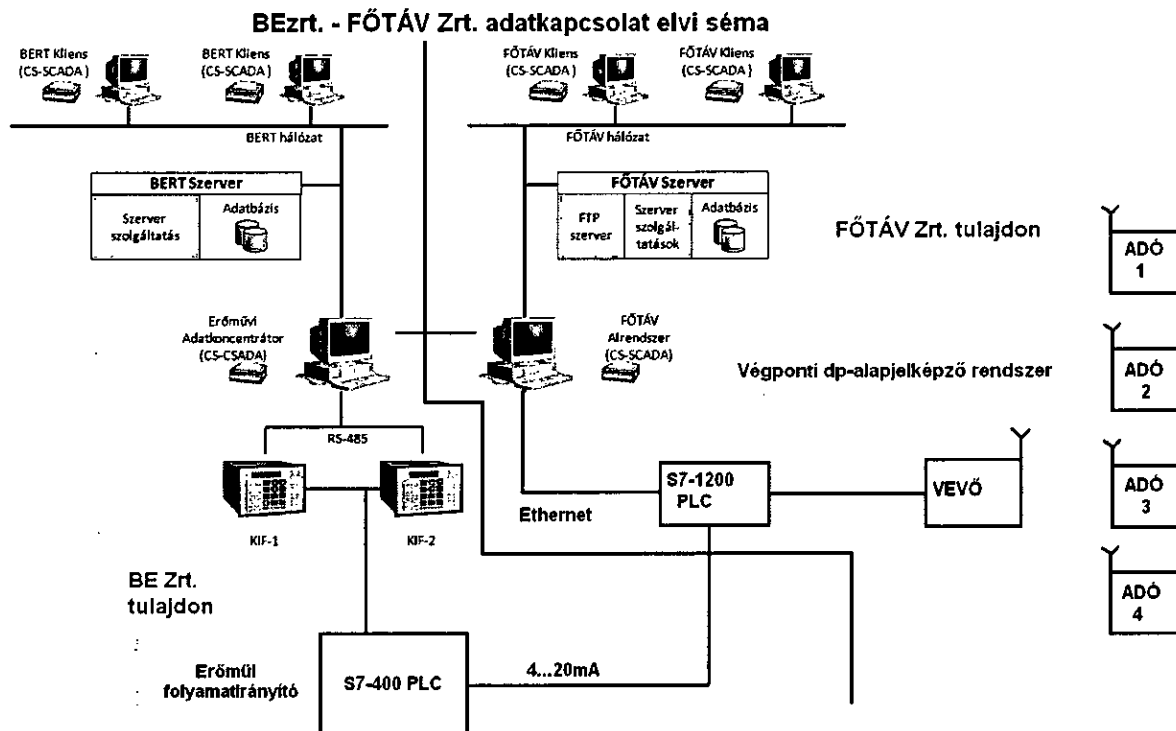 BEzrt. - FŐTÁV Zrt. adatkapcsolat elvi séma
BERT Kliens
(CS-SCADA )
BERT Kliens
(CS-SCADA )
FŐTÁV Kliens
(CS-SCADA )
FŐTÁV Kliens
(CS-SCADA )
BERT hálózat
FŐTÁV hálózat
BERT Szerver
Szerver
szolgáltatás
Adatbázis
FŐTÁV Szerver
FTP
szerver
Szerver
szolgál-
tatások
Adatbázis
FŐTÁV Zrt. tulajdon
ADÓ
1
Erőművi
Adatkoncentrátor
(CS-CSADA)
FŐTÁV
Alrendszer
(CS-SCADA)
Végponti dp-alapjelképző rendszer
ADÓ
2
RS-485
KIF-1
KIF-2
Ethernet
S7-1200
PLC
VEVŐ
ADÓ
3
BE Zrt.
tulajdon
ADÓ
4
Erőműl
folyamatirányító
S7-400 PLC
4...20mA